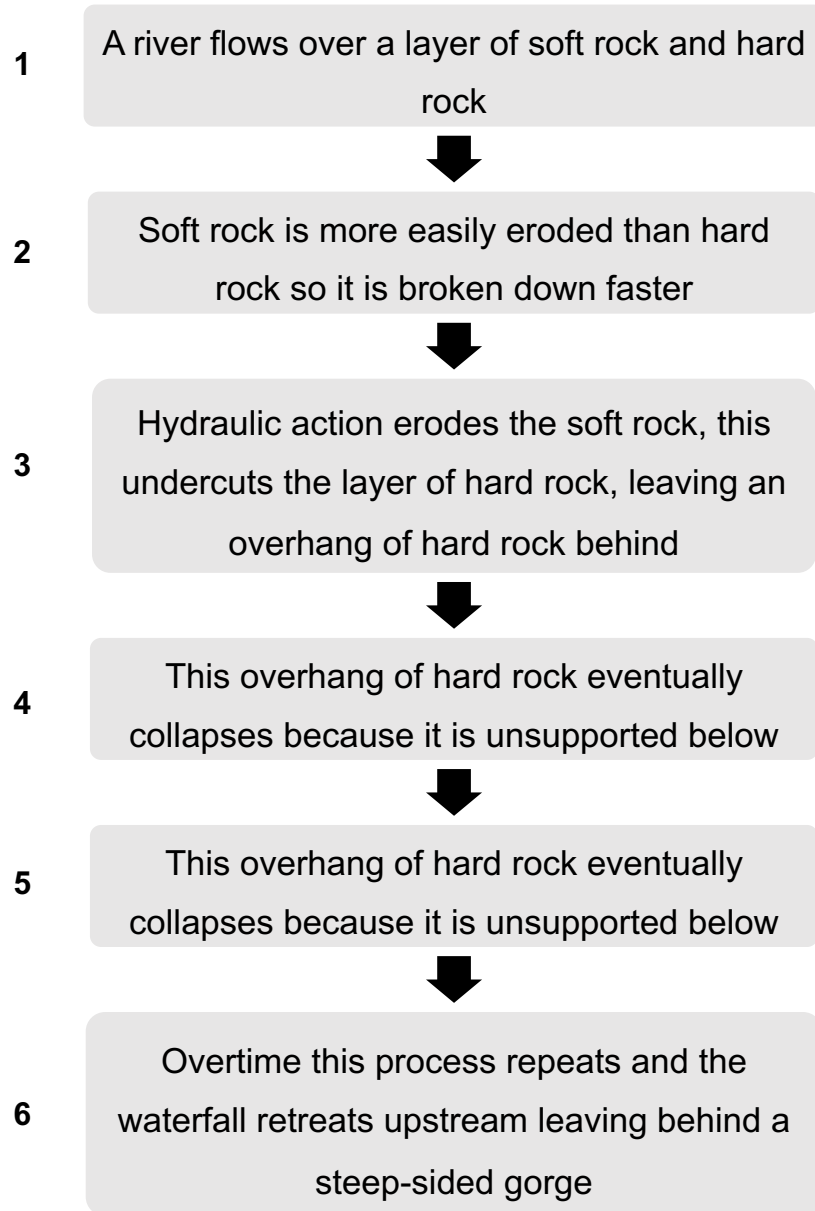 1
A river flows over a layer of soft rock and hard
rock
2
Soft rock is more easily eroded than hard
rock so it is broken down faster
3
Hydraulic action erodes the soft rock, this
undercuts the layer of hard rock, leaving an
overhang of hard rock behind
4
This overhang of hard rock eventually
collapses because it is unsupported below
5
This overhang of hard rock eventually
collapses because it is unsupported below
6
Overtime this process repeats and the
waterfall retreats upstream leaving behind a
steep-sided gorge